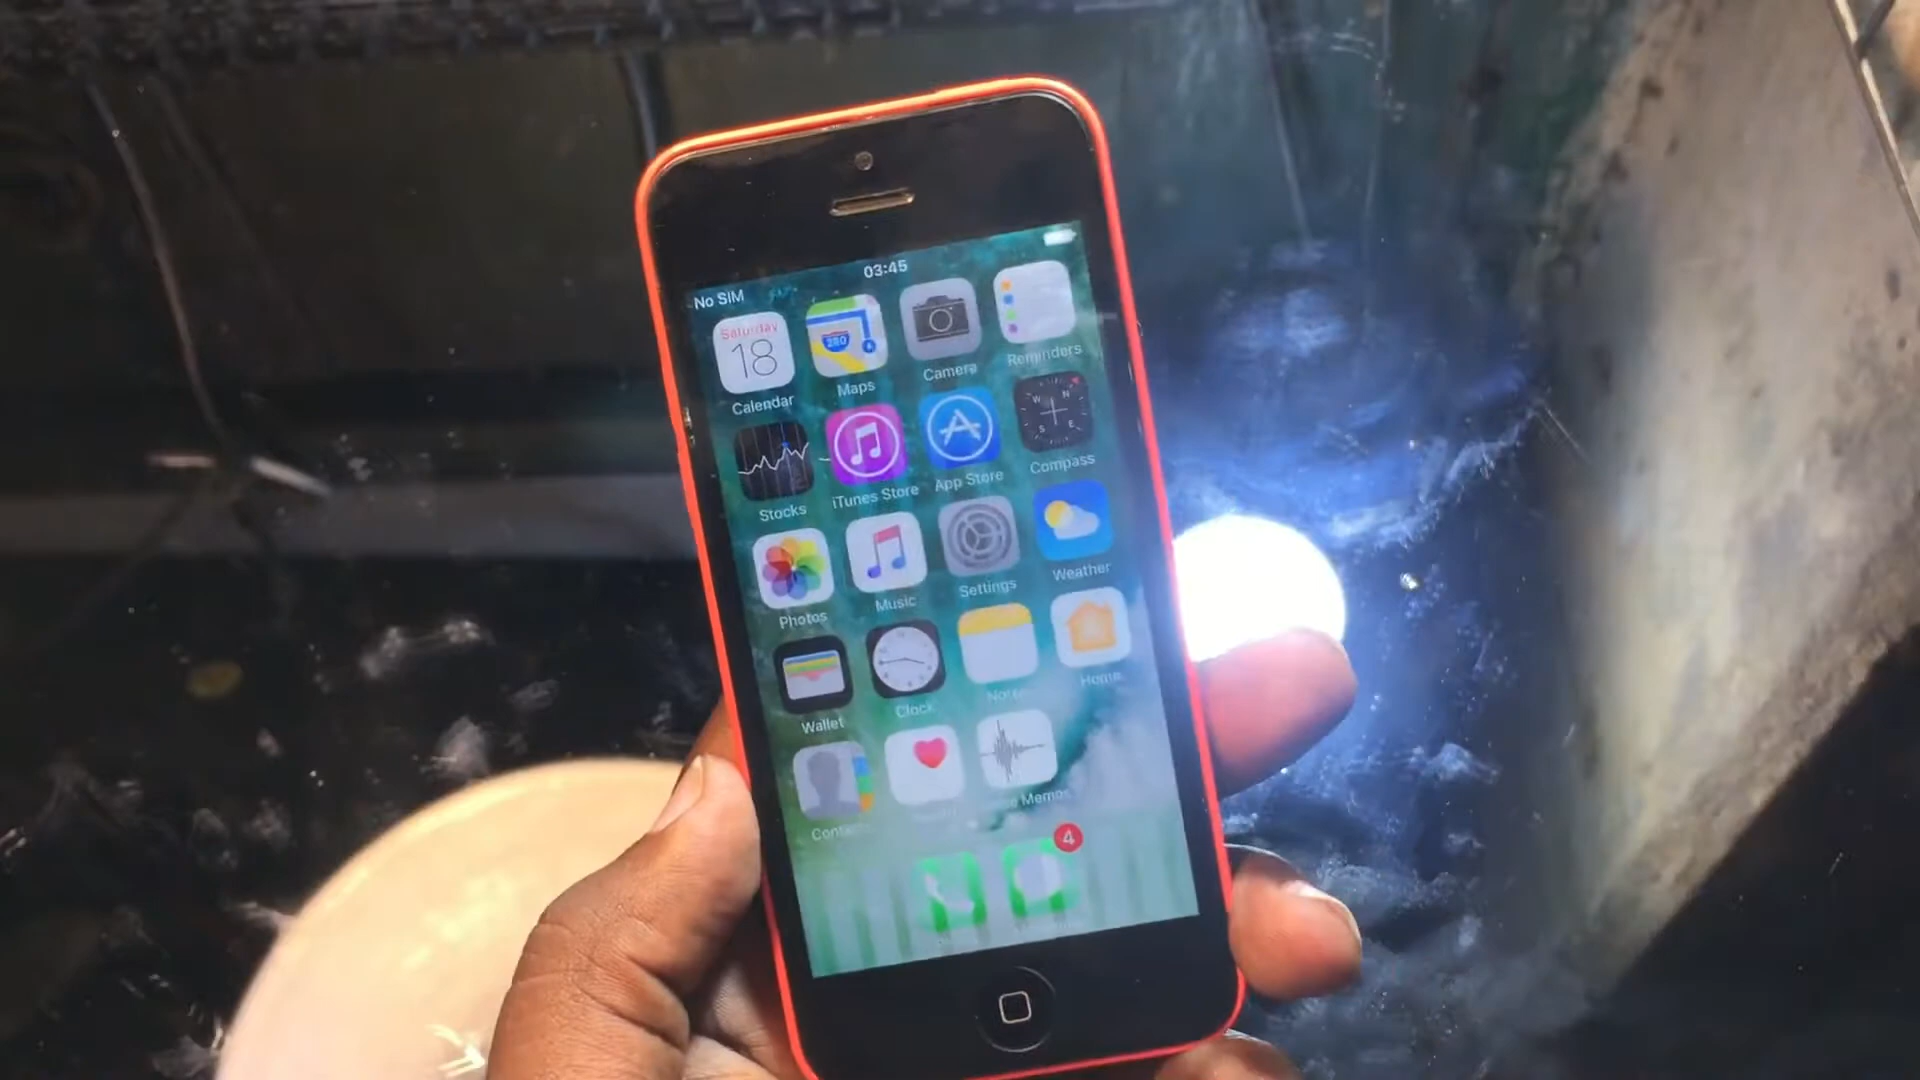 03:45
No SIM
Saturday
18
280
Calendar
Maps
Camera
Reminders
W N
S E
Stocks
iTunes Store
App Store
Compass
Photos
Music
Settings
Weather
Wallet
Clock
Notes
Home
Memos
4